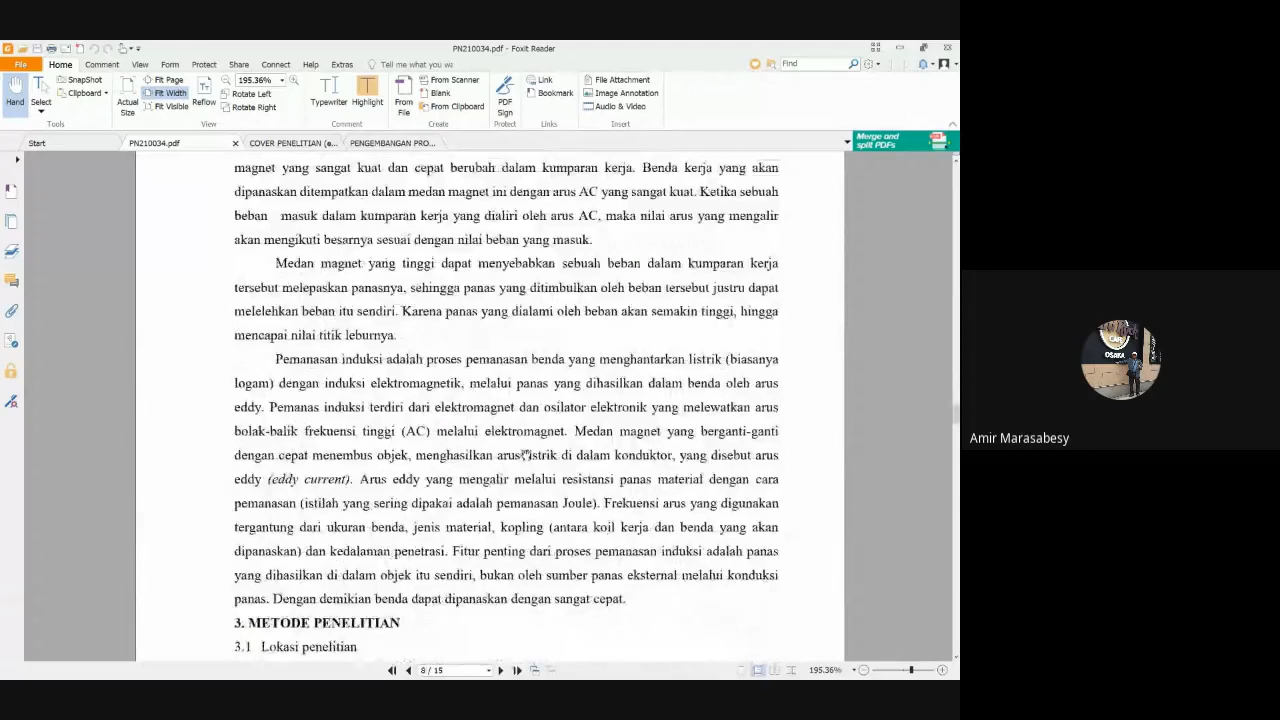 PN210034.pdf - Foxit Reader
File Home Comment View Form Protect Share Connect Help Extras Tell me what you wa Find
Hand
Select
SnapShot
Clipboard
Tools
Actual Size
Fit Page
Fit Width
Fit Visible
Reflow
195.36%
Rotate Left
Rotate Right
View
Typewriter
Highlight
Comment
From File
From Scanner
Blank
From Clipboard
Create
PDF Sign
Protect
Link
Bookmark
Links
File Attachment
Image Annotation
Audio & Video
Insert
Start PN210034.pdf COVER PENELITIAN (e... PENGEMBANGAN PRO...
Merge and
split PDFs
magnet yang sangat kuat dan cepat berubah dalam kumparan kerja. Benda kerja yang akan
dipanaskan ditempatkan dalam medan magnet ini dengan arus AC yang sangat kuat. Ketika sebuah
beban masuk dalam kumparan kerja yang dialiri oleh arus AC, maka nilai arus yang mengalir
akan mengikuti besarnya sesuai dengan nilai beban yang masuk.
Medan magnet yang tinggi dapat menyebabkan sebuah beban dalam kumparan kerja
tersebut melepaskan panasnya, sehingga panas yang ditimbulkan oleh beban tersebut justru dapat
melelehkan beban itu sendiri. Karena panas yang dialami oleh beban akan semakin tinggi, hingga
mencapai nilai titik leburnya.
Pemanasan induksi adalah proses pemanasan benda yang menghantarkan listrik (biasanya
logam) dengan induksi elektromagnetik, melalui panas yang dihasilkan dalam benda oleh arus
eddy. Pemanas induksi terdiri dari elektromagnet dan osilator elektronik yang melewatkan arus
bolak-balik frekuensi tinggi (AC) melalui elektromagnet. Medan magnet yang berganti-ganti
dengan cepat menembus objek, menghasilkan arus listrik di dalam konduktor, yang disebut arus
eddy (eddy current). Arus eddy yang mengalir melalui resistansi panas material dengan cara
pemanasan (istilah yang sering dipakai adalah pemanasan Joule). Frekuensi arus yang digunakan
tergantung dari ukuran benda, jenis material, kopling (antara koil kerja dan benda yang akan
dipanaskan) dan kedalaman penetrasi. Fitur penting dari proses pemanasan induksi adalah panas
yang dihasilkan di dalam objek itu sendiri, bukan oleh sumber panas eksternal melalui konduksi
panas. Dengan demikian benda dapat dipanaskan dengan sangat cepat.
3. METODE PENELITIAN
3.1 Lokasi penelitian
8 / 15
195.36%
OSAKA
Amir Marasabesy